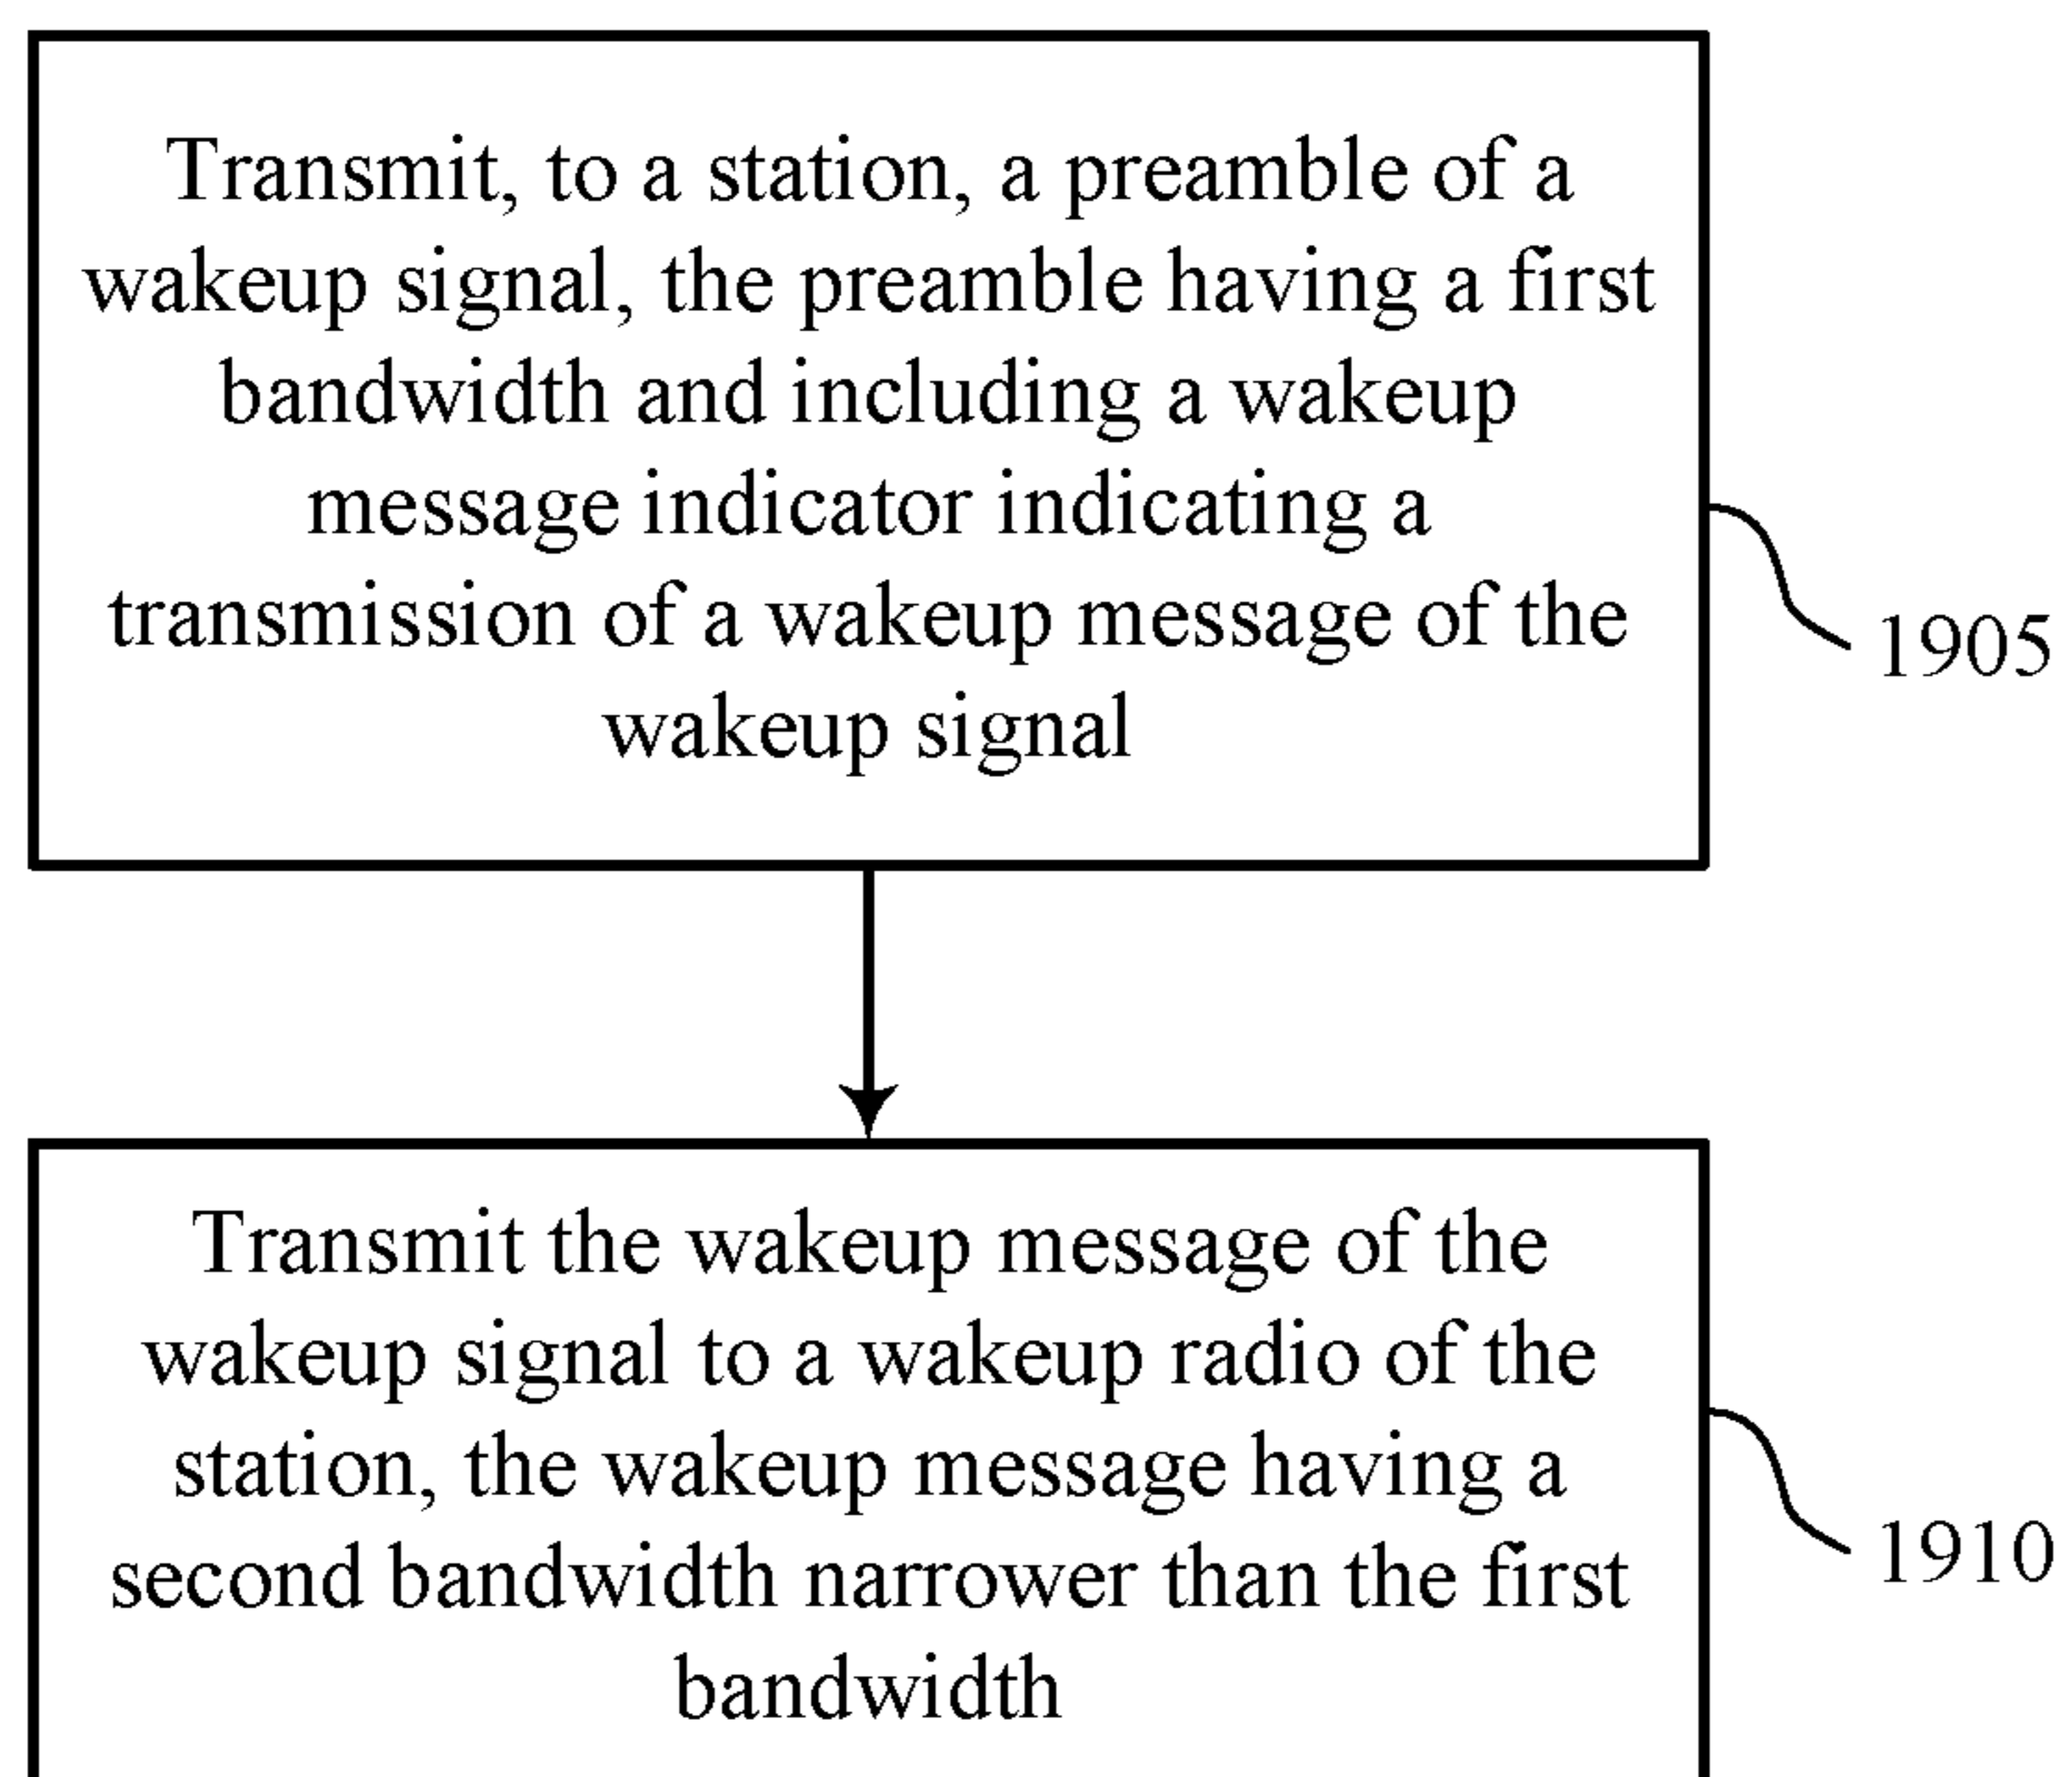 Transmit, to a station, a preamble of a
wakeup signal, the preamble having a first
bandwidth and including a wakeup
message indicator indicating a
transmission of a wakeup message of the
wakeup signal
1905
Transmit the wakeup message of the
wakeup signal to a wakeup radio of the
station, the wakeup message having a
second bandwidth narrower than the first
bandwidth
1910